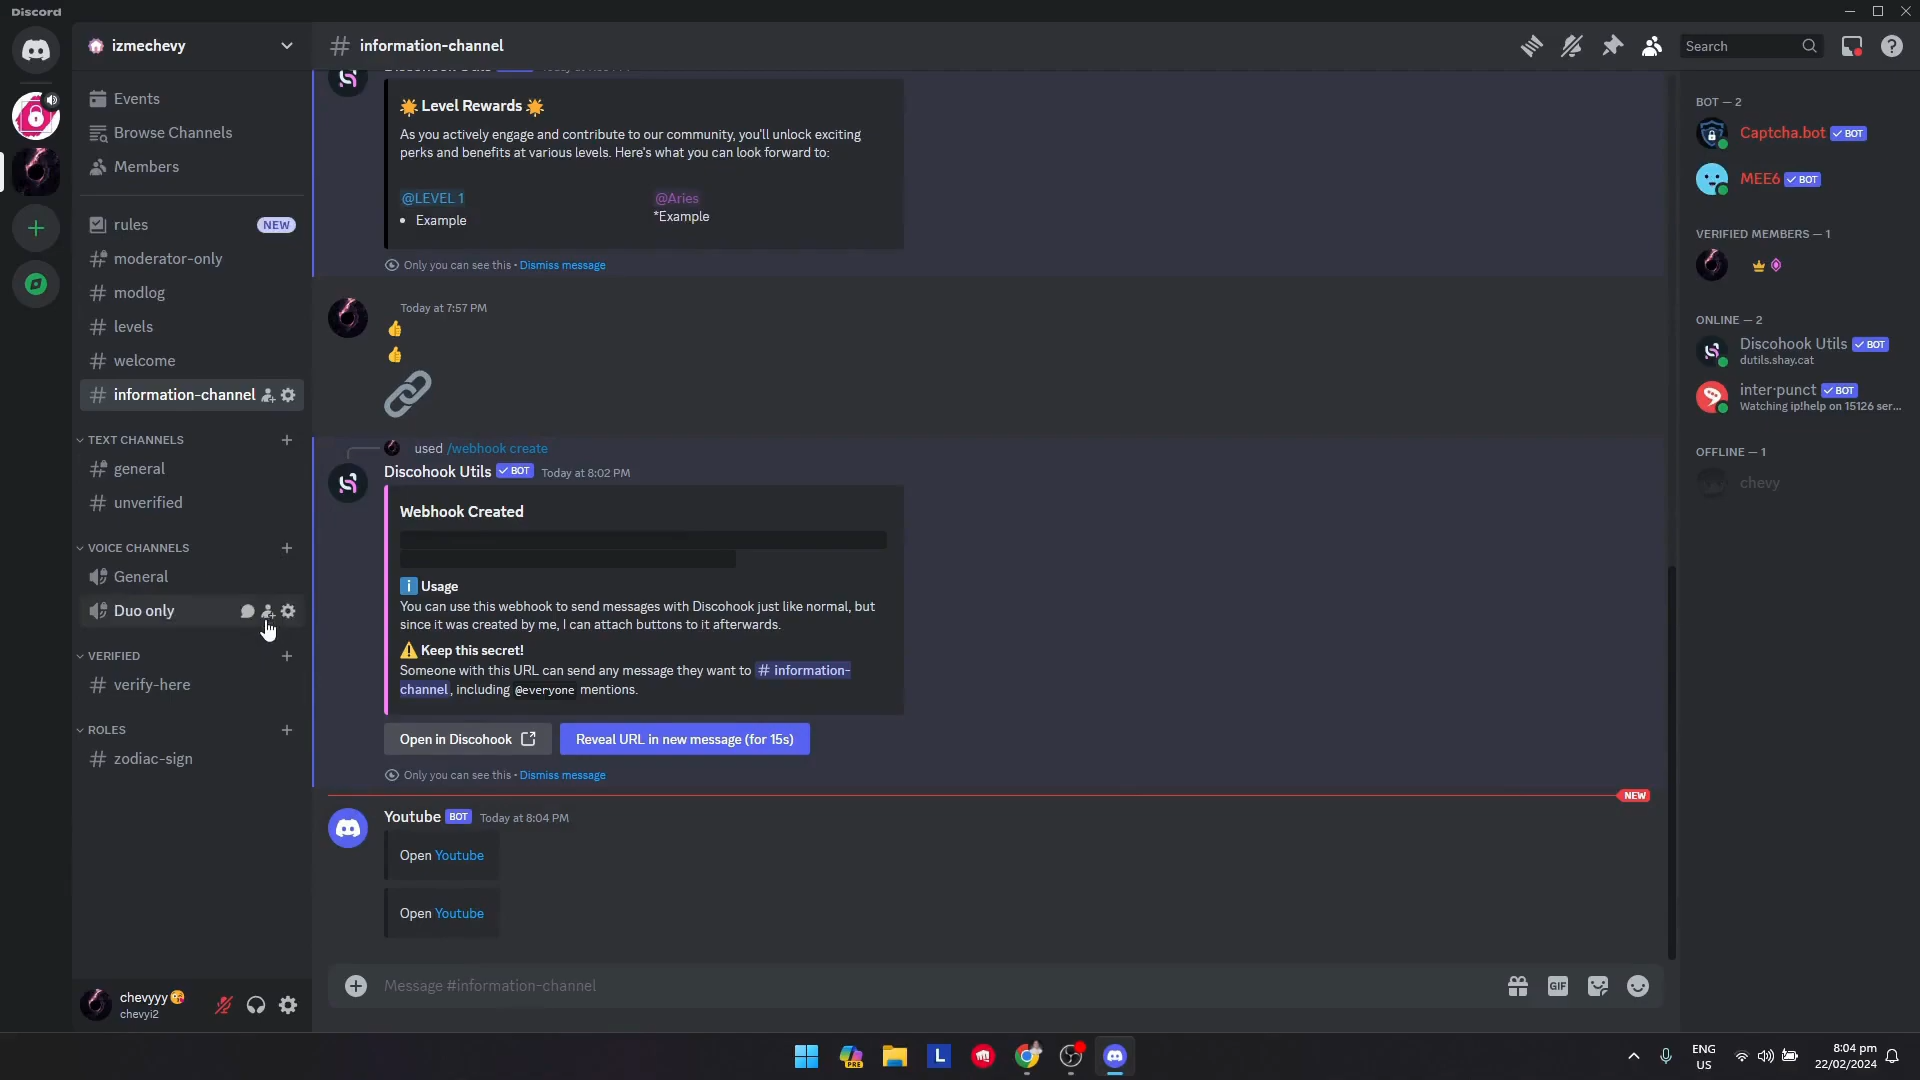 Discord
izmechevy
information-channel
Search
Events
Browse Channels
Members
rules
NEW
moderator-only
modlog
levels
welcome
information-channel
TEXT CHANNELS
general
unverified
VOICE CHANNELS
General
Duo only
VERIFIED
verify-here
ROLES
zodiac-sign
chevyyy
chevyi2
Level Rewards
As you actively engage and contribute to our community, you'll unlock exciting
perks and benefits at various levels. Here's what you can look forward to:
@LEVEL 1
• Example
@Aries
*Example
Only you can see this • Dismiss message
Today at 7:57 PM
used /webhook create
Discohook Utils BOT Today at 8:02 PM
Webhook Created
Usage
You can use this webhook to send messages with Discohook just like normal, but
since it was created by me, I can attach buttons to it afterwards.
Keep this secret!
Someone with this URL can send any message they want to # information-
channel, including @everyone mentions.
Open in Discohook
Reveal URL in new message (for 15s)
Only you can see this • Dismiss message
NEW
Youtube BOT Today at 8:04 PM
Open Youtube
Open Youtube
Message #information-channel
GIF
BOT — 2
Captcha.bot BOT
MEE6 BOT
VERIFIED MEMBERS — 1
ONLINE — 2
Discohook Utils BOT
dutils.shay.cat
inter·punct BOT
Watching ip!help on 15126 ser...
OFFLINE — 1
chevy
PRE
L
ENG
US
8:04 pm
22/02/2024